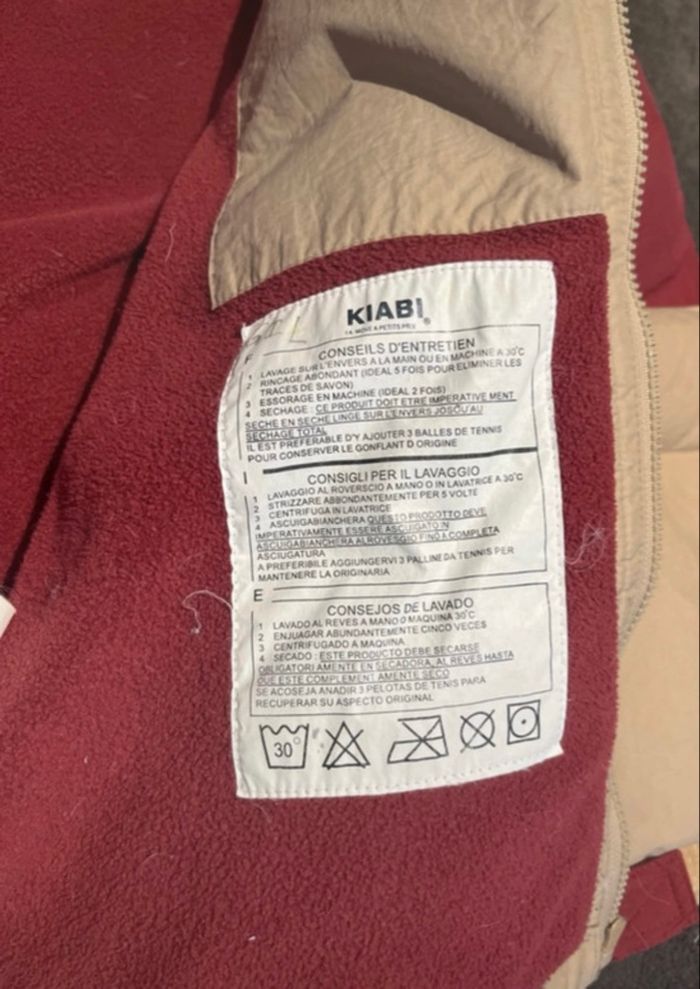 KIABI
LA MODE A PETITS PRIX
F
CONSEILS D'ENTRETIEN
1 LAVAGE SUR L'ENVERS A LA MAIN OU EN MACHINE A 30°C
2 RINCAGE ABONDANT (IDEAL 5 FOIS POUR ELIMINER LES
TRACES DE SAVON)
3 ESSORAGE EN MACHINE (IDEAL 2 FOIS)
4 SECHAGE : CE PRODUIT DOIT ETRE IMPERATIVE MENT
SECHE EN SECHE LINGE SUR L'ENVERS JOSQU'AU
SECHAGE TOTAL
IL EST PREFERABLE D'Y AJOUTER 3 BALLES DE TENNIS
POUR CONSERVER LE GONFLANT D ORIGINE
I
CONSIGLI PER IL LAVAGGIO
1 LAVAGGIO AL ROVERSCIO A MANO O IN LAVATRICE A 30°C
2 STRIZZARE ABBONDANTEMENTE PER 5 VOLTE
3 CENTRIFUGA IN LAVATRICE
4 ASCUIGABIANCHERA QUESTO PRODOTTO DEVE
IMPERATIVAMENTE ESSERE ASCUIGATO IN
ASCUIGABIANCHERA AL ROVESGIO FINO A COMPLETA
ASCIUGATURA
A PREFERIBILE AGGIUNGERVI 3 PALLINE DA TENNIS PER
MANTENERE LA ORIGINARIA
E
CONSEJOS DE LAVADO
1 LAVADO AL REVES A MANO O MAQUINA 30°C
2 ENJUAGAR ABUNDANTEMENTE CINCO VECES
3 CENTRIFUGADO A MAQUINA
4 SECADO : ESTE PRODUCTO DEBE SECARSE
OBLIGATORI AMENTE EN SECADORA, AL REVES HASTA
QUE ESTE COMPLEMENT AMENTE SECO
SE ACOSEJA ANADIR 3 PELOTAS DE TENIS PARA
RECUPERAR SU ASPECTO ORIGINAL
30°